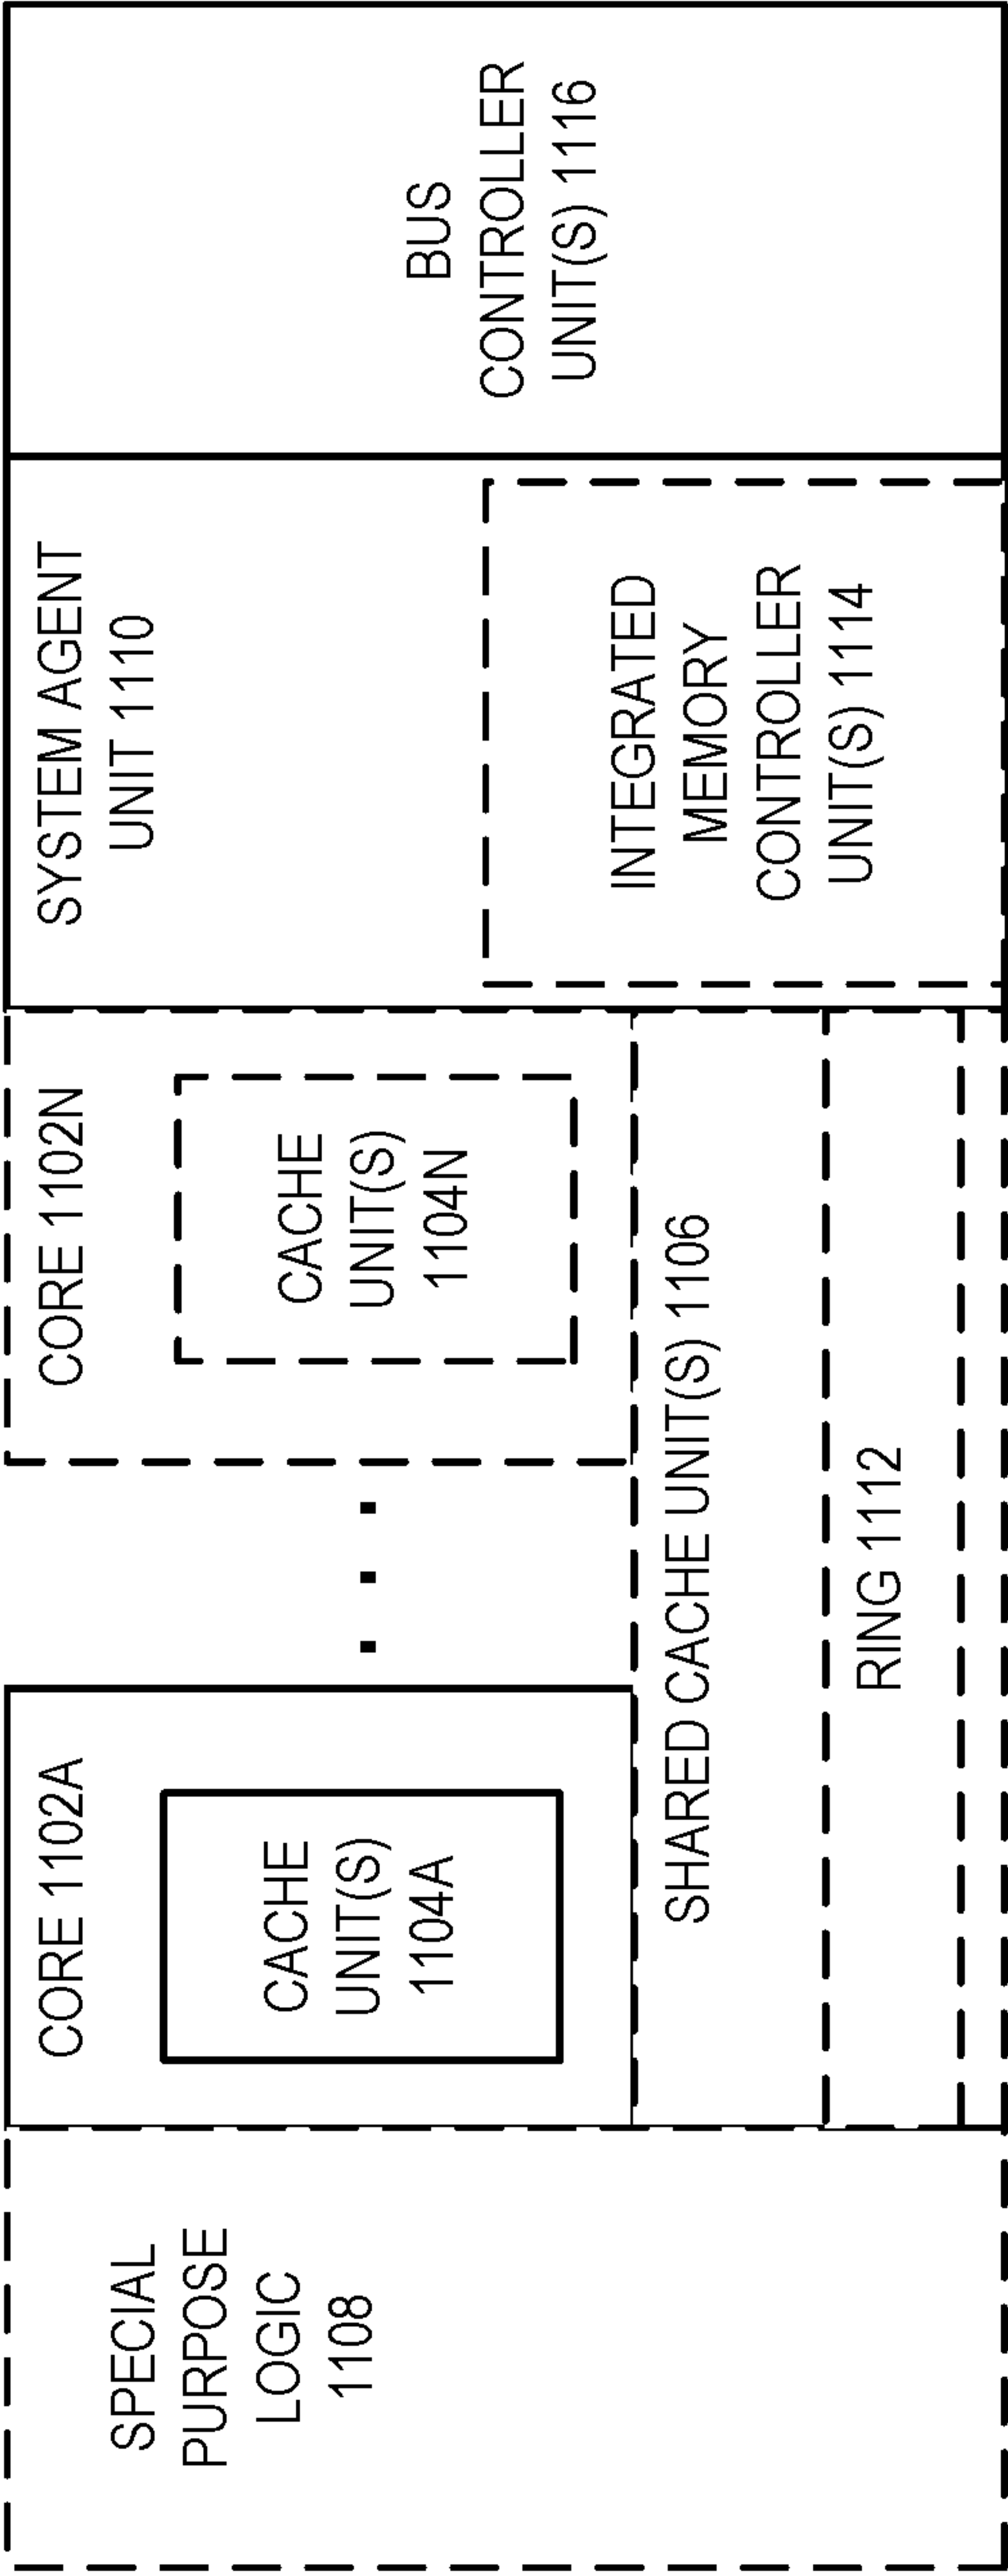 SPECIAL
PURPOSE
LOGIC
1108
CORE 1102A
CACHE
UNIT(S)
1104A
CORE 1102N
CACHE
UNIT(S)
1104N
SHARED CACHE UNIT(S) 1106
RING 1112
SYSTEM AGENT
UNIT 1110
INTEGRATED
MEMORY
CONTROLLER
UNIT(S) 1114
BUS
CONTROLLER
UNIT(S) 1116